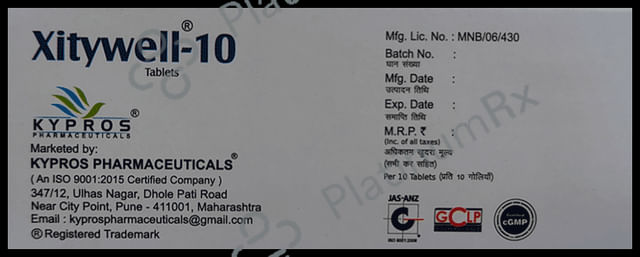 Xitywell®-10
Tablets
KYPROS®
PHARMACEUTICALS
Marketed by:
KYPROS PHARMACEUTICALS®
( An ISO 9001:2015 Certified Company )
347/12, Ulhas Nagar, Dhole Pati Road
Near City Point, Pune - 411001, Maharashtra
Email : kyprospharmaceuticals@gmail.com
® Registered Trademark
Mfg. Lic. No. : MNB/06/430
Batch No. :
घान संख्या
Mfg. Date :
उत्पादन तिथि
Exp. Date :
समाप्ति तिथि
M.R.P. ₹ :
(Inc. of all taxes)
अधिकतम खुदरा मूल्य
(सभी कर सहित)
Per 10 Tablets (प्रति 10 गोलियाँ)
JAS-ANZ
ISO 9001:2008
GCLP
cGMP
PlatinumRx